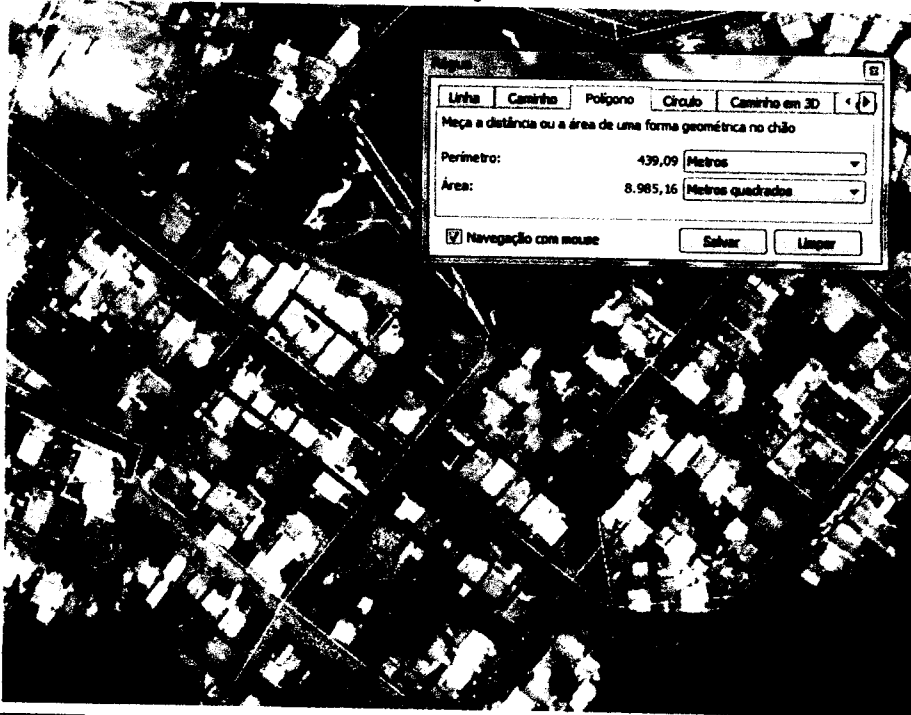 Linha Caminho Polígono Círculo Caminho em 3D
Meça a distância ou a área de uma forma geométrica no chão
Perímetro: 439,09 Metros
Área: 8.985,16 Metros quadrados
Navegação com mouse Salvar Limpar